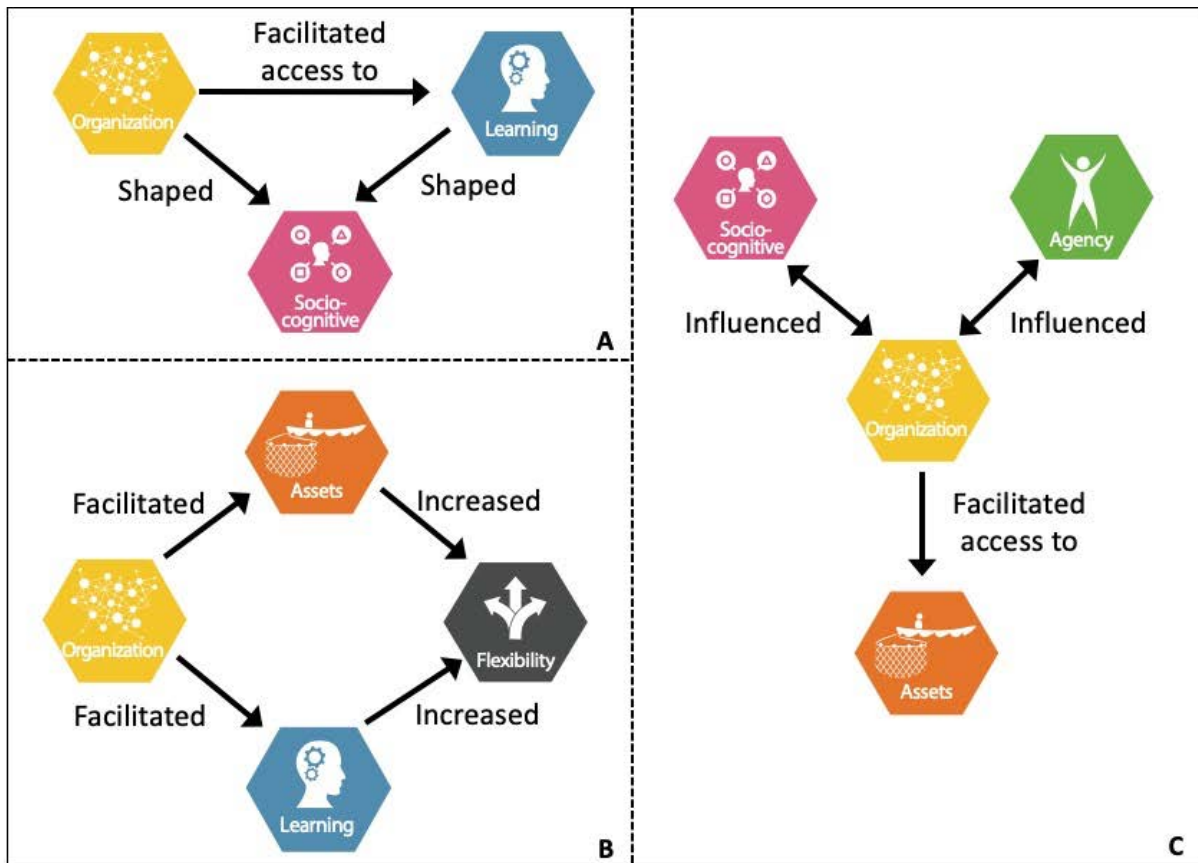 Facilitated
access to
Organization
Learning
Shaped
Shaped
Socio-
cognitive
A
Assets
Facilitated
Increased
Organization
Flexibility
Facilitated
Increased
Learning
B
Socio-
cognitive
Agency
Influenced
Influenced
Organization
Facilitated
access to
Assets
C